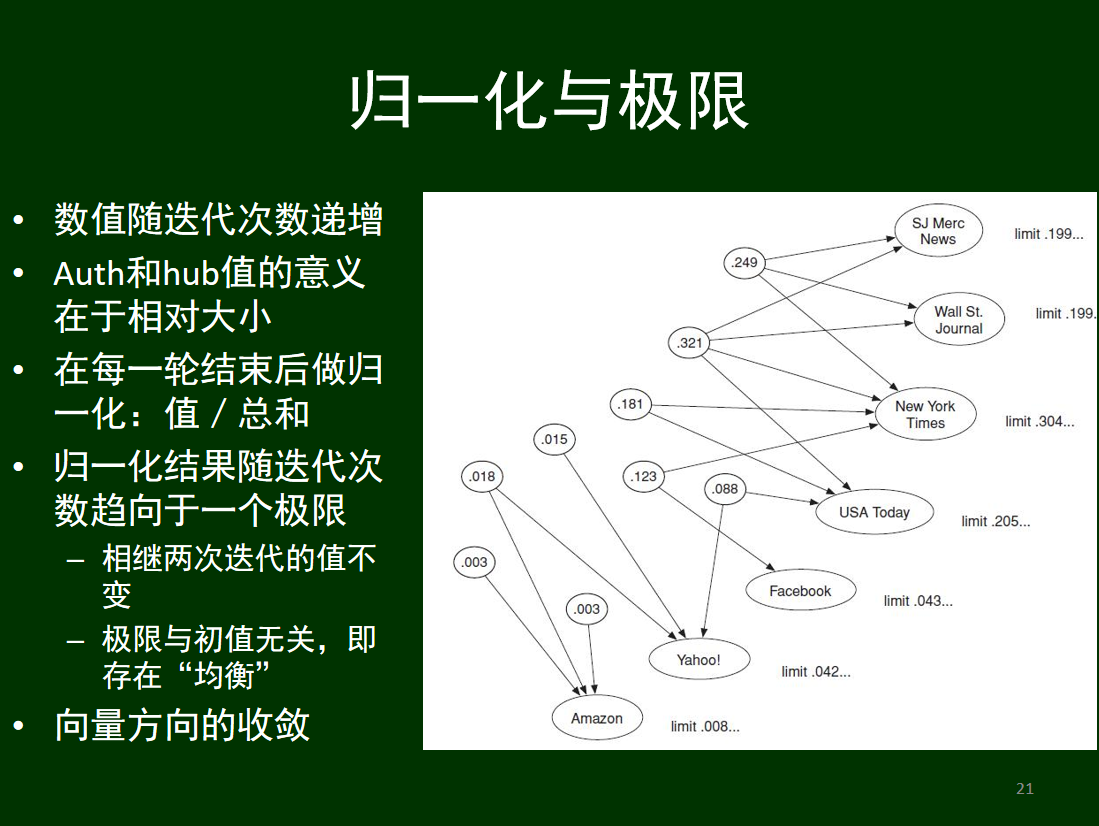 归一化与极限
• 数值随迭代次数递增
• Auth和hub值的意义
在于相对大小
• 在每一轮结束后做归
一化：值 / 总和
• 归一化结果随迭代次
数趋向于一个极限
– 相继两次迭代的值不
变
– 极限与初值无关，即
存在“均衡”
• 向量方向的收敛
SJ Merc
News
limit .199...
.249
Wall St.
Journal
limit .199.
.321
.181
New York
Times
limit .304...
.015
.018
.123
.088
USA Today
limit .205...
.003
Facebook
limit .043...
.003
Yahoo!
limit .042...
Amazon
limit .008...
21